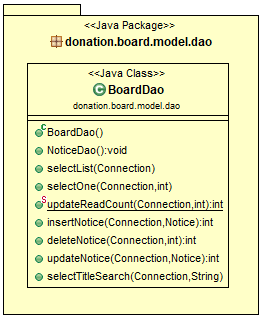 <<Java Package>>
donation.board.model.dao
<<Java Class>>
BoardDao
donation.board.model.dao
BoardDao()
NoticeDao():void
selectList(Connection)
selectOne(Connection,int)
updateReadCount(Connection,int):int
insertNotice(Connection,Notice):int
deleteNotice(Connection,int):int
updateNotice(Connection,Notice):int
selectTitleSearch(Connection,String)